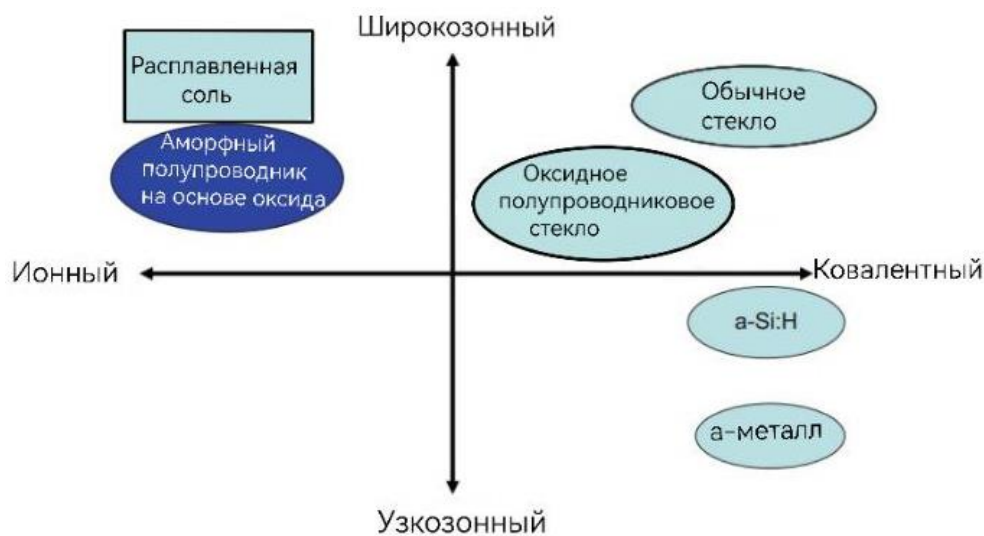 Широкозонный
Расплавленная
соль
Обычное
стекло
Аморфный
полупроводник
на основе оксида
Оксидное
полупроводниковое
стекло
Ионный
Ковалентный
a-Si:H
а-металл
Узкозонный